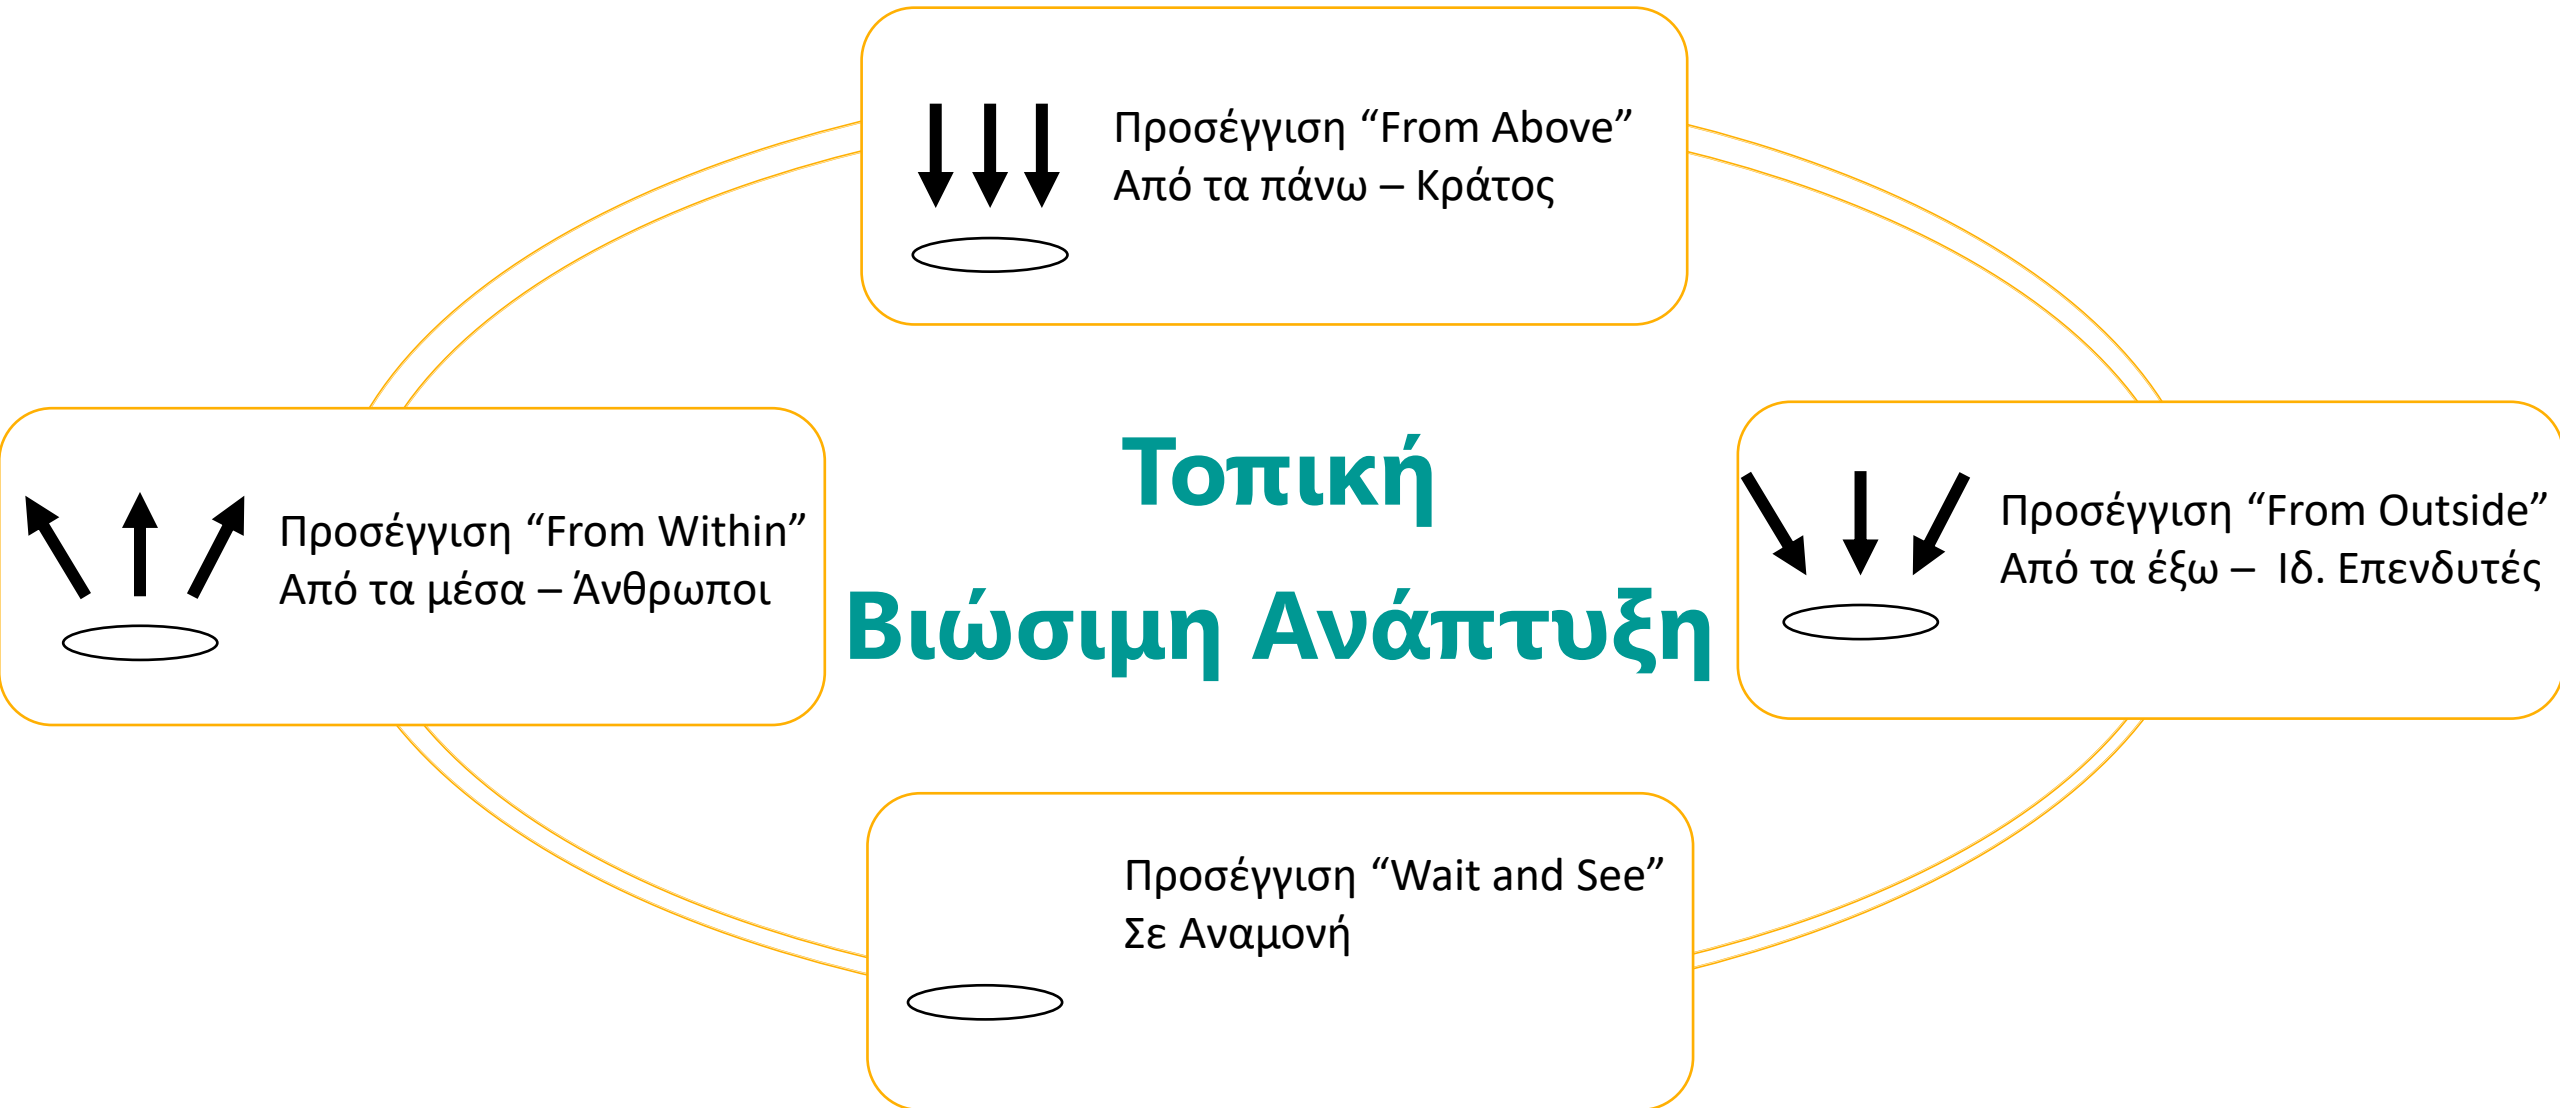 Προσέγγιση “From Above”
Από τα πάνω – Κράτος
Τοπική
Βιώσιμη Ανάπτυξη
Προσέγγιση “From Within”
Από τα μέσα – Άνθρωποι
Προσέγγιση “From Outside”
Από τα έξω – Ιδ. Επενδυτές
Προσέγγιση “Wait and See”
Σε Αναμονή